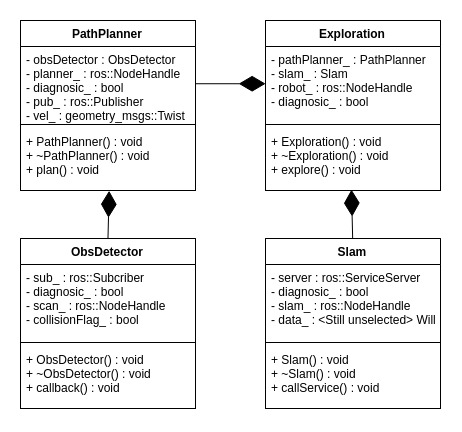 PathPlanner
- obsDetector : ObsDetector
- planner_ : ros::NodeHandle
- diagnostic_ : bool
- pub_ : ros::Publisher
- vel_ : geometry_msgs::Twist
+ PathPlanner() : void
+ ~PathPlanner() : void
+ plan() : void
Exploration
- pathPlanner_ : PathPlanner
- slam_ : Slam
- robot_ : ros::NodeHandle
- diagnostic_ : bool
+ Exploration() : void
+ ~Exploration() : void
+ explore() : void
ObsDetector
- sub_ : ros::Subcriber
- diagnostic_ : bool
- scan_ : ros::NodeHandle
- collisionFlag_ : bool
+ ObsDetector() : void
+ ~ObsDetector() : void
+ callback() : void
Slam
- server : ros::ServiceServer
- diagnostic_ : bool
- slam_ : ros::NodeHandle
- data_ : <Still unselected> Will
+ Slam() : void
+ ~Slam() : void
+ callService() : void